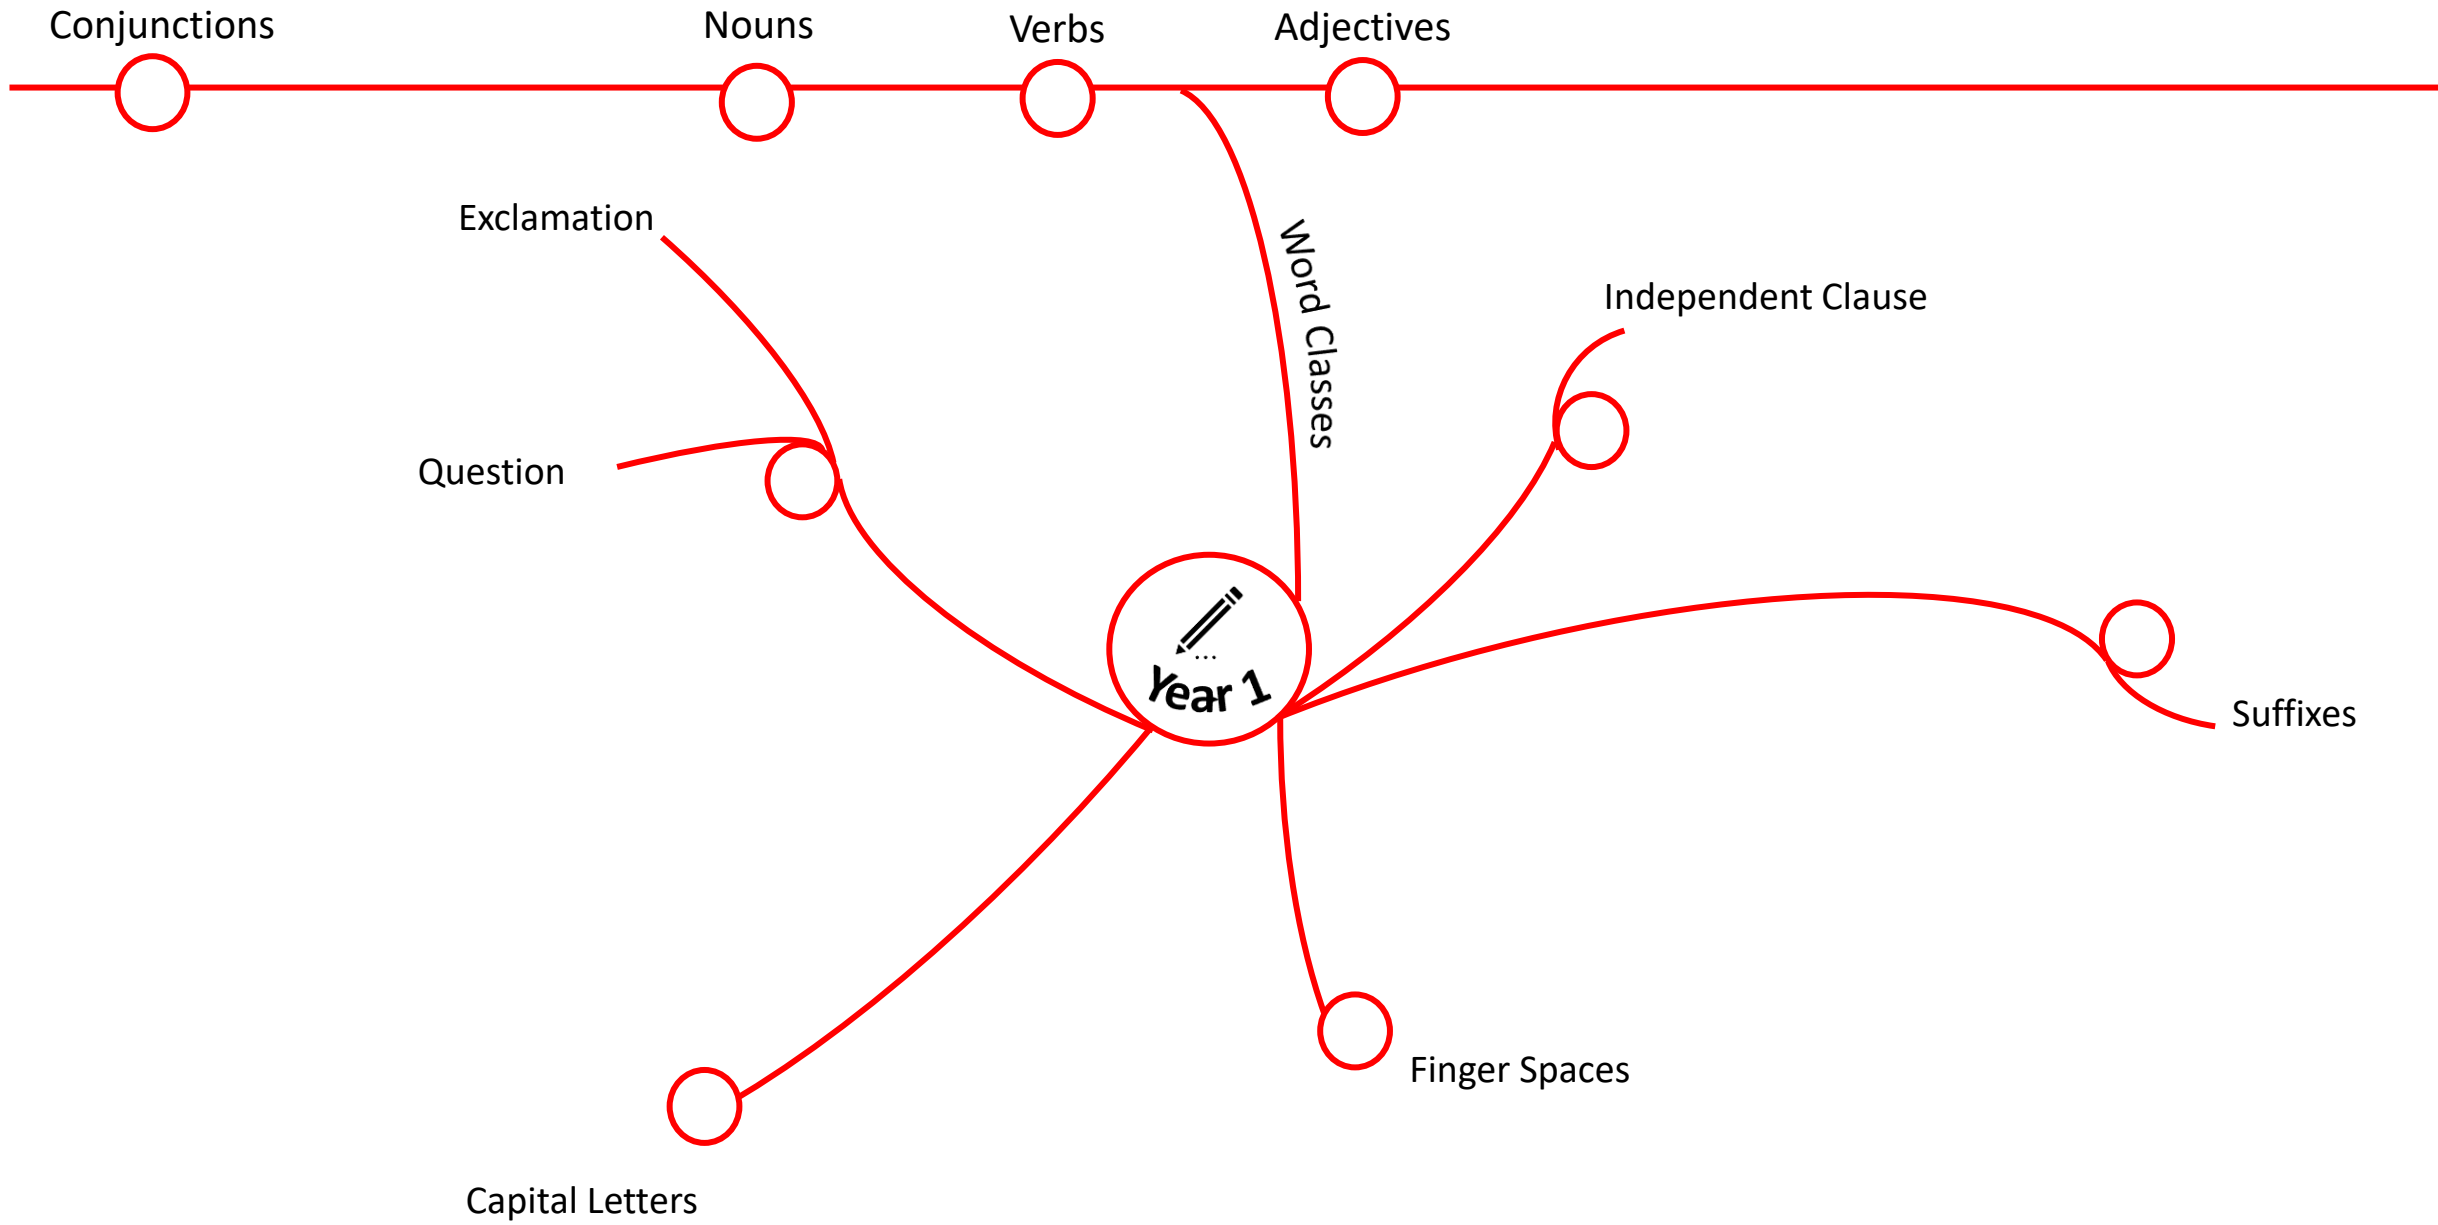 Conjunctions
Nouns
Verbs
Adjectives
Exclamation
Word Classes
Independent Clause
Question
...
Year 1
Suffixes
Finger Spaces
Capital Letters